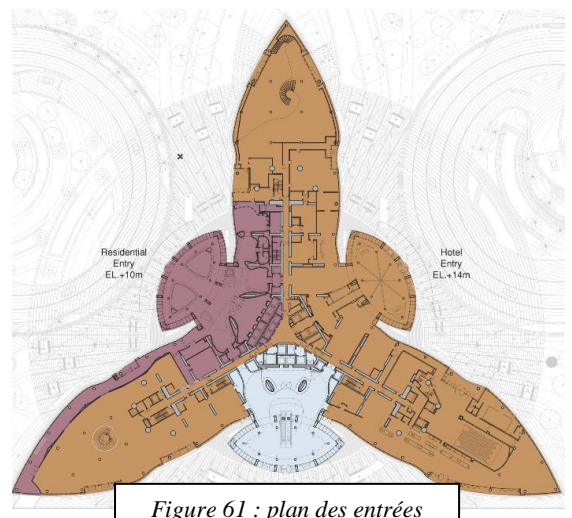 Residential
Entry
EL.+10m
Hotel
Entry
EL.+14m
Figure 61 : plan des entrées